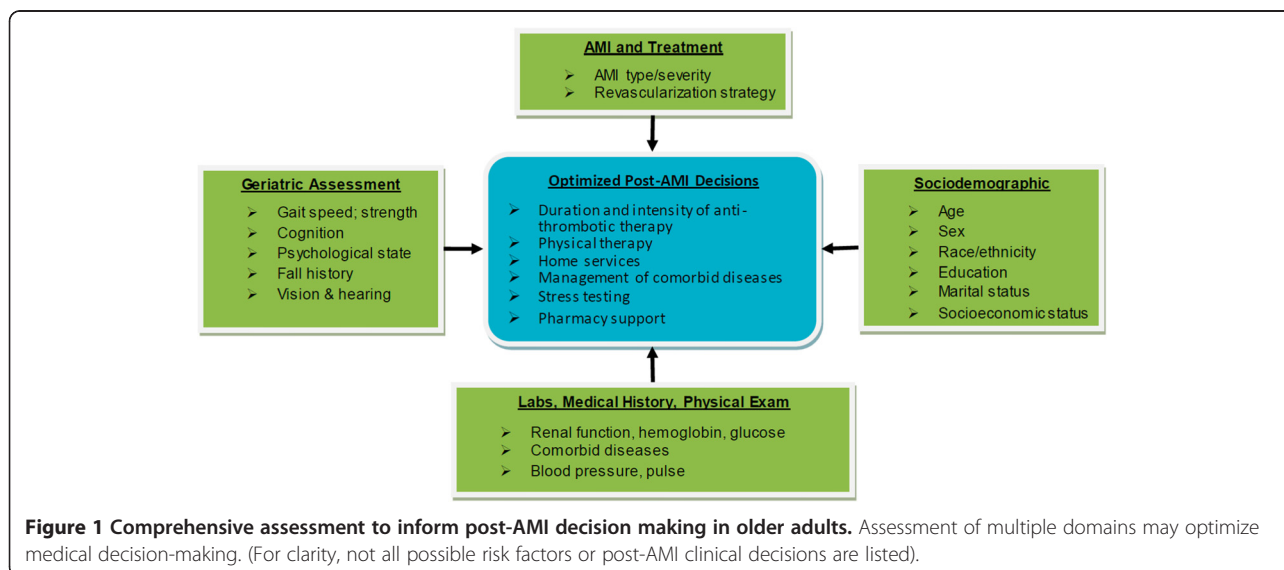 AMI and Treatment
➢ AMI type/severity
➢ Revascularization strategy
Geriatric Assessment
➢ Gait speed; strength
➢ Cognition
➢ Psychological state
➢ Fall history
➢ Vision & hearing
Optimized Post-AMI Decisions
➢ Duration and intensity of anti-
thrombotic therapy
➢ Physical therapy
➢ Home services
➢ Management of comorbid diseases
➢ Stress testing
➢ Pharmacy support
Sociodemographic
➢ Age
➢ Sex
➢ Race/ethnicity
➢ Education
➢ Marital status
➢ Socioeconomic status
Labs, Medical History, Physical Exam
➢ Renal function, hemoglobin, glucose
➢ Comorbid diseases
➢ Blood pressure, pulse
Figure 1 Comprehensive assessment to inform post-AMI decision making in older adults. Assessment of multiple domains may optimize
medical decision-making. (For clarity, not all possible risk factors or post-AMI clinical decisions are listed).